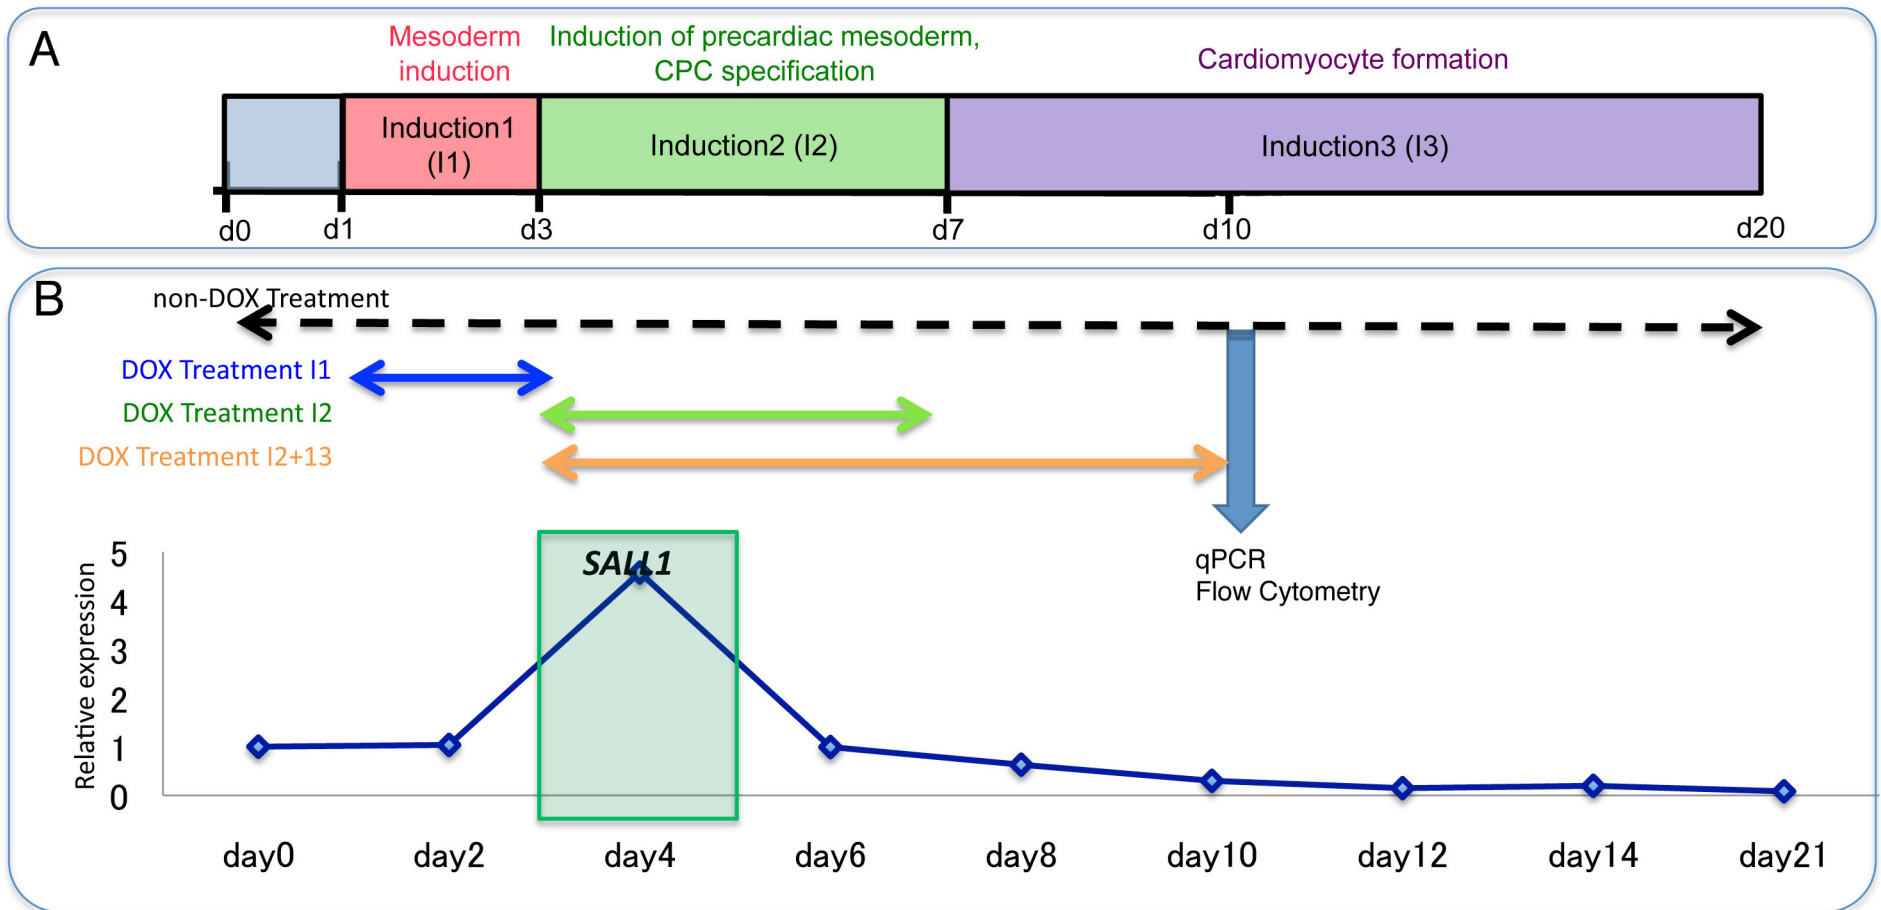 A
Mesoderm
induction
Induction of precardiac mesoderm,
CPC specification
Cardiomyocyte formation
Induction1
(I1)
Induction2 (I2)
Induction3 (I3)
d0
d1
d3
d7
d10
d20
B
non-DOX Treatment
DOX Treatment I1
DOX Treatment I2
DOX Treatment I2+13
qPCR
Flow Cytometry
SALL1
Relative expression
5
4
3
2
1
0
day0
day2
day4
day6
day8
day10
day12
day14
day21